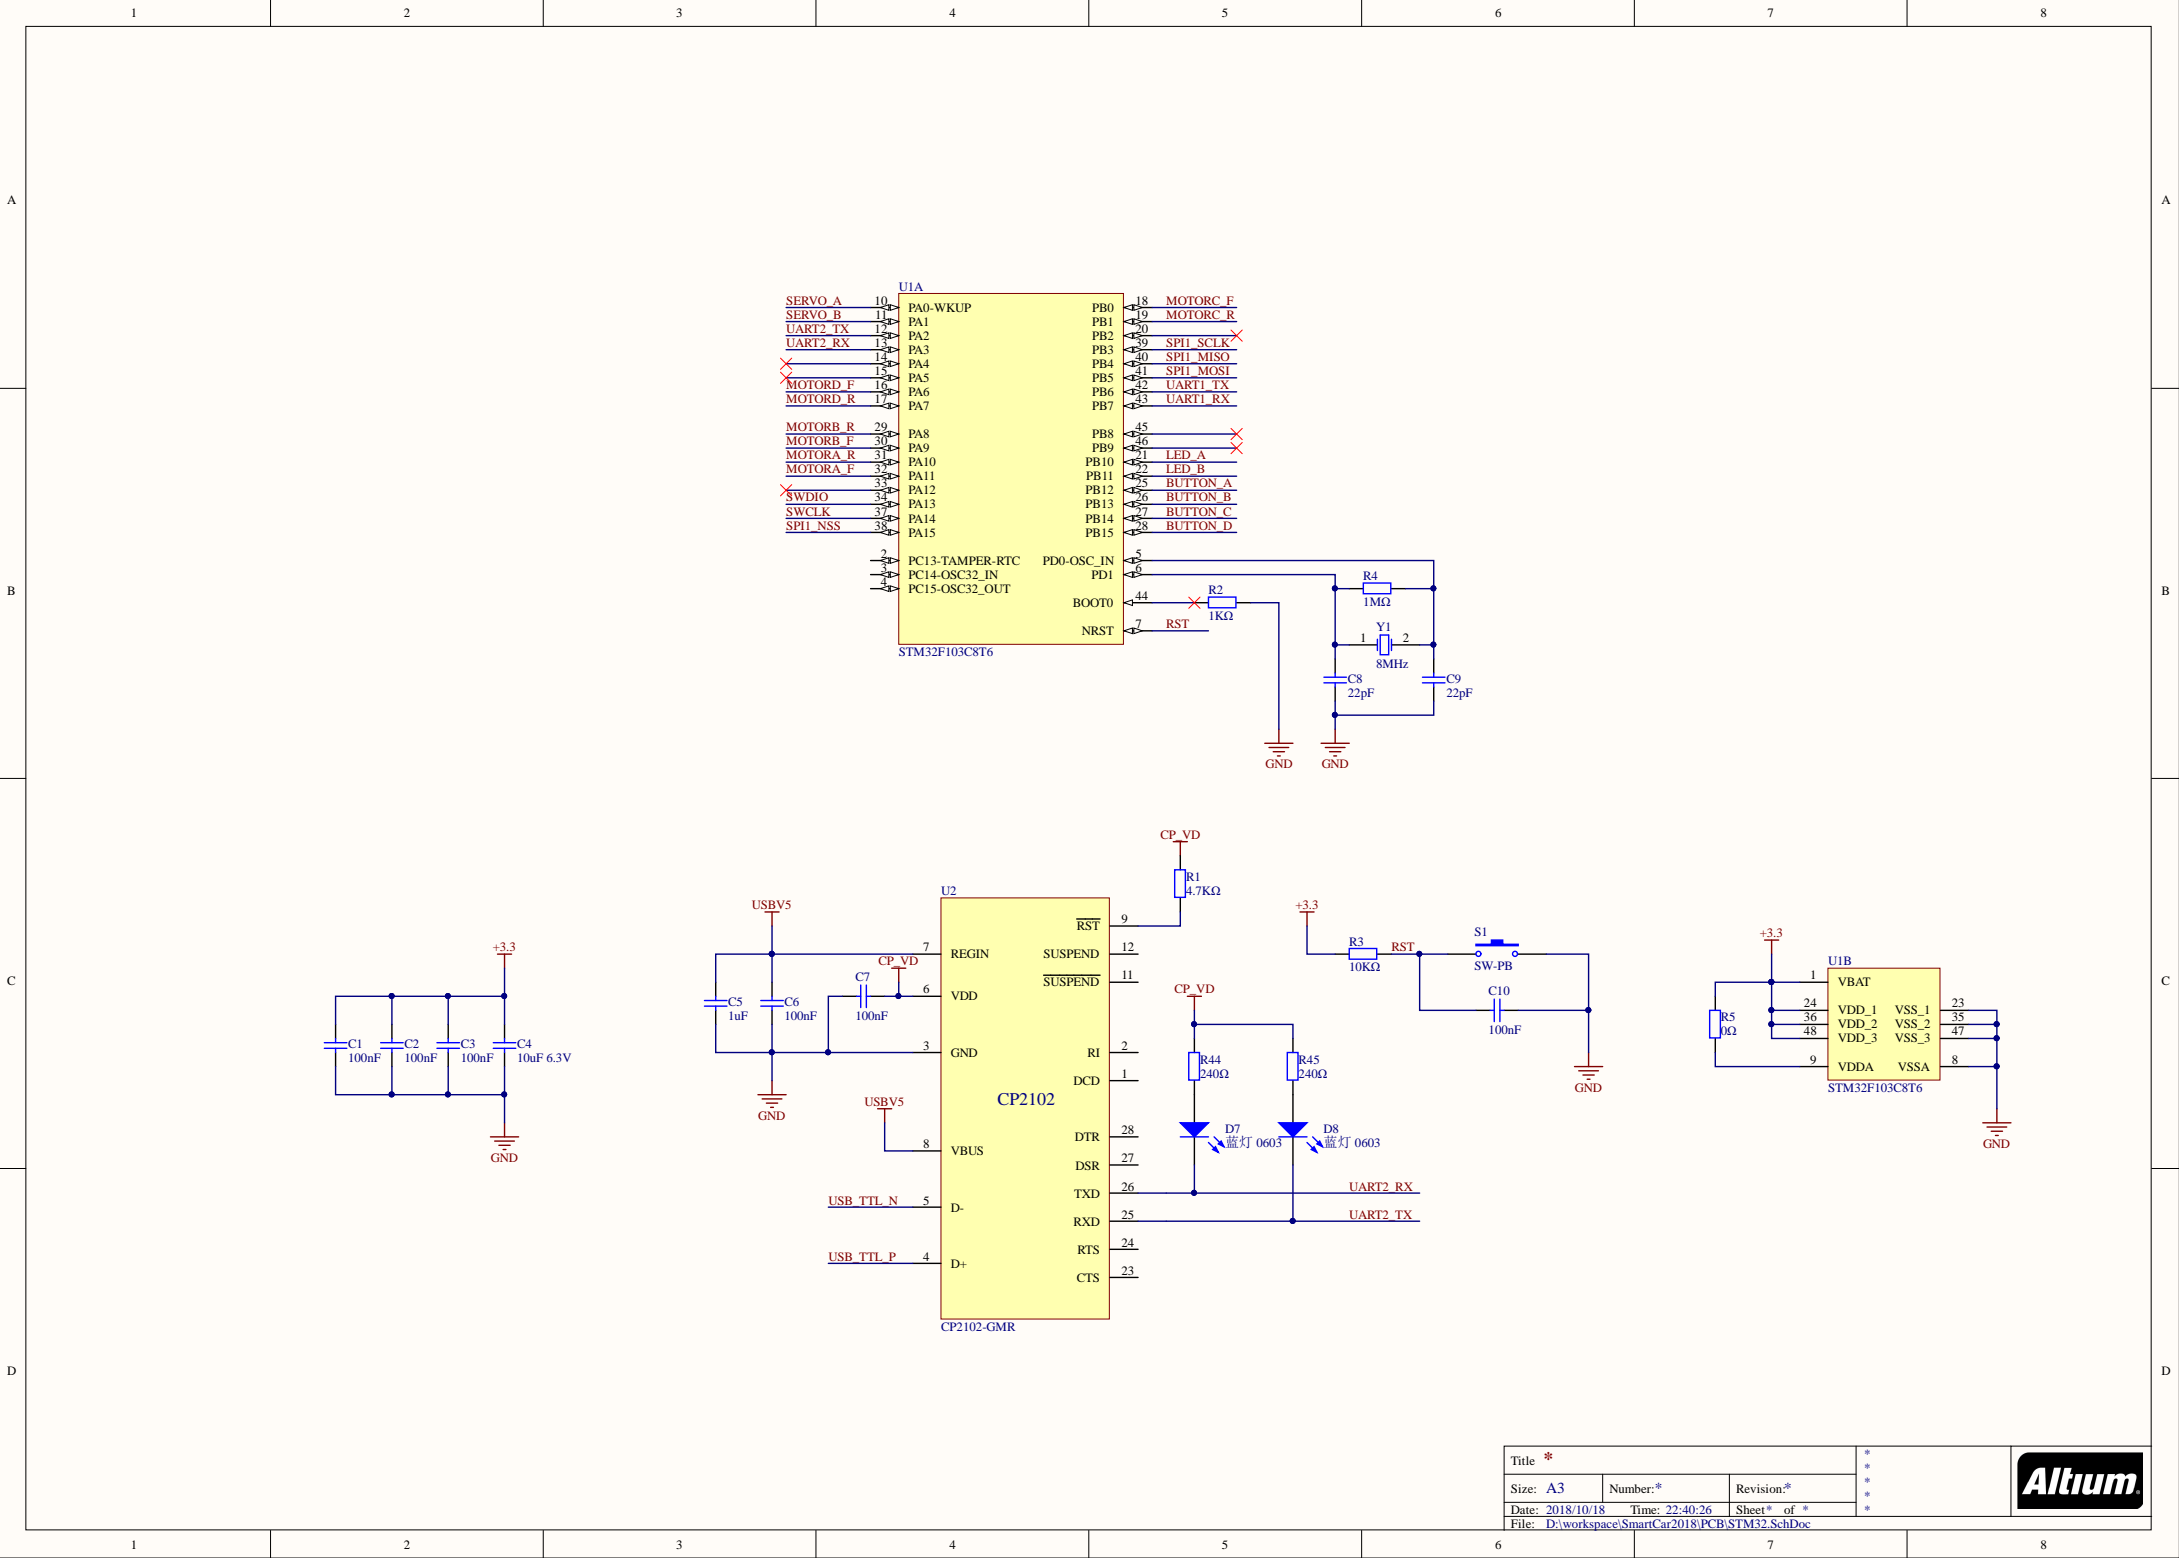 1 2 3 4 5 6 7 8
A A
U1A
SERVO_A 10 PA0-WKUP PB0 18 MOTORC_F
SERVO_B 11 PA1 PB1 19 MOTORC_R
UART2_TX 12 PA2 PB2 20
UART2_RX 13 PA3 PB3 39 SPI1_SCLK
14 PA4 PB4 40 SPI1_MISO
15 PA5 PB5 41 SPI1_MOSI
MOTORD_F 16 PA6 PB6 42 UART1_TX
MOTORD_R 17 PA7 PB7 43 UART1_RX
MOTORB_R 29 PA8 PB8 45
MOTORB_F 30 PA9 PB9 46
MOTORA_R 31 PA10 PB10 21 LED_A
MOTORA_F 32 PA11 PB11 22 LED_B
33 PA12 PB12 25 BUTTON_A
SWDIO 34 PA13 PB13 26 BUTTON_B
SWCLK 37 PA14 PB14 27 BUTTON_C
SPI1_NSS 38 PA15 PB15 28 BUTTON_D
2 PC13-TAMPER-RTC PD0-OSC_IN 5
3 PC14-OSC32_IN PD1 6
4 PC15-OSC32_OUT
BOOT0 44
NRST 7 RST
STM32F103C8T6
R2
1KΩ
R4
1MΩ
Y1
1 2
8MHz
C8
22pF
C9
22pF
GND GND
B B
C C
+3.3
C1
100nF
C2
100nF
C3
100nF
C4
10uF 6.3V
GND
USBV5
C5
1uF
C6
100nF
C7
100nF
CP_VD
GND
USBV5
USB_TTL_N
USB_TTL_P
U2
7 REGIN
6 VDD
3 GND
8 VBUS
5 D-
4 D+
CP2102
RST 9
SUSPEND 12
SUSPEND 11
RI 2
DCD 1
DTR 28
DSR 27
TXD 26
RXD 25
RTS 24
CTS 23
CP2102-GMR
CP_VD
R1
4.7KΩ
CP_VD
R44
240Ω
R45
240Ω
D7
蓝灯 0603
D8
蓝灯 0603
UART2_RX
UART2_TX
+3.3
R3
10KΩ
RST
S1
SW-PB
C10
100nF
GND
+3.3
R5
0Ω
U1B
1 VBAT
24 VDD_1 VSS_1 23
36 VDD_2 VSS_2 35
48 VDD_3 VSS_3 47
9 VDDA VSSA 8
STM32F103C8T6
GND
D D
Title *
Size: A3 Number:* Revision:*
Date: 2018/10/18 Time: 22:40:26 Sheet* of *
File: D:\workspace\SmartCar2018\PCB\STM32.SchDoc
*
*
*
*
*
Altıum
1 2 3 4 5 6 7 8